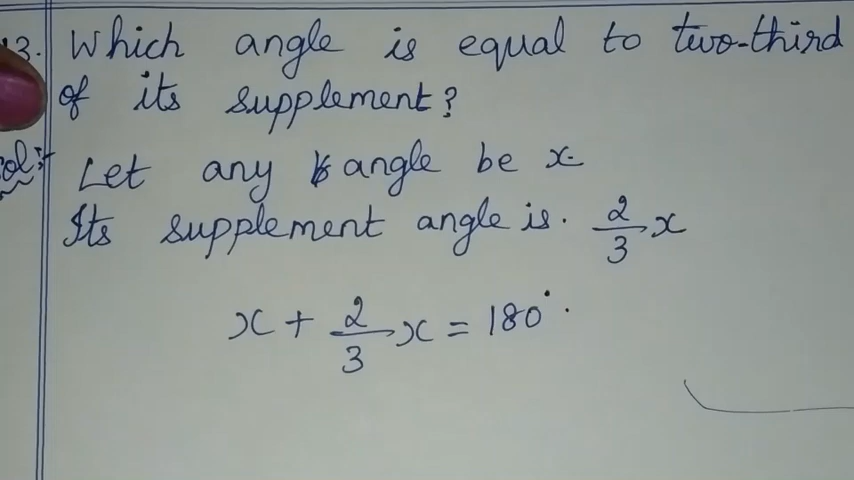 13. Which angle is equal to two-third
of its supplement?
Sol:- Let any angle be x.
Its supplement angle is. 2/3 x
x + 2/3 x = 180°.